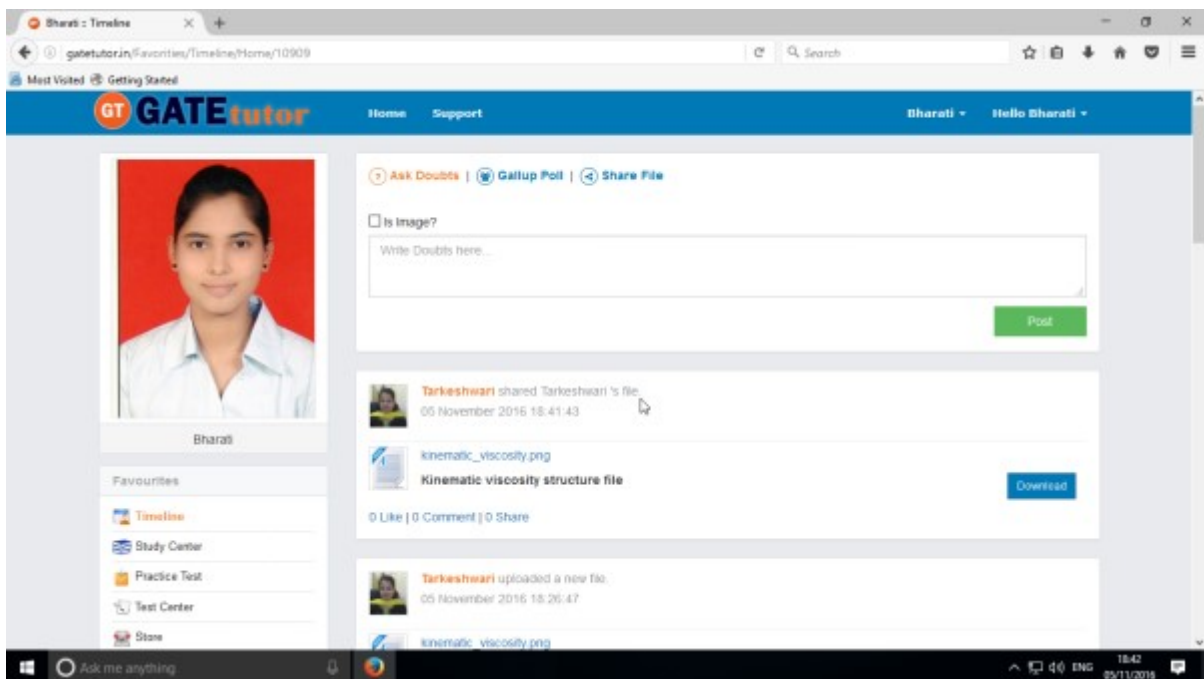 Bharati :: Timeline
gatetutor.in/Favorities/Timeline/Home/10909
Search
Most Visited Getting Started
GT GATEtutor Home Support Bharati Hello Bharati
Ask Doubts | Gallup Poll | Share File
Is Image?
Write Doubts here...
Post
Tarkeshwari shared Tarkeshwari 's file.
05 November 2016 18:41:43
Bharati
kinematic_viscosity.png
Kinematic viscosity structure file
Download
0 Like | 0 Comment | 0 Share
Favourites
Timeline
Study Center
Practice Test
Test Center
Store
Tarkeshwari uploaded a new file.
05 November 2016 18:26:47
kinematic_viscosity.png
Ask me anything
ENG
18:42
05/11/2016